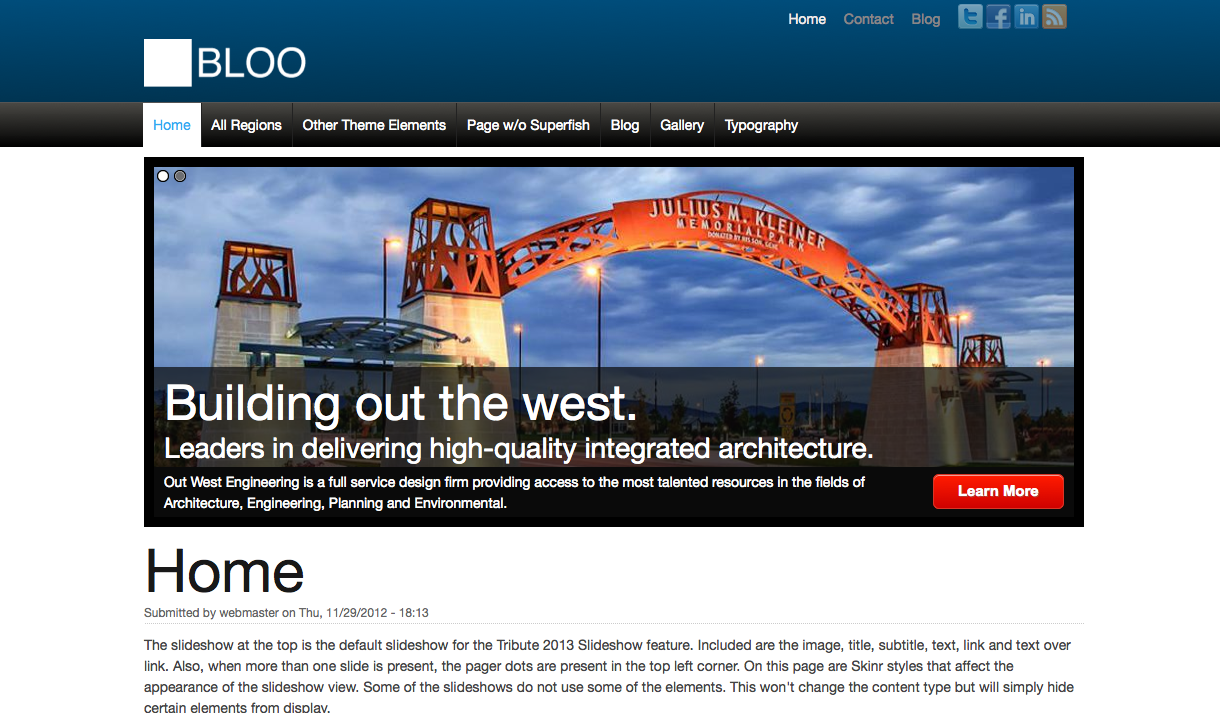 Home Contact Blog
BLOO
Home All Regions Other Theme Elements Page w/o Superfish Blog Gallery Typography
JULIUS M. KLEINER
MEMORIAL PARK
Building out the west.
Leaders in delivering high-quality integrated architecture.
Out West Engineering is a full service design firm providing access to the most talented resources in the fields of
Architecture, Engineering, Planning and Environmental.
Learn More
Home
Submitted by webmaster on Thu, 11/29/2012 - 18:13
The slideshow at the top is the default slideshow for the Tribute 2013 Slideshow feature. Included are the image, title, subtitle, text, link and text over
link. Also, when more than one slide is present, the pager dots are present in the top left corner. On this page are Skinr styles that affect the
appearance of the slideshow view. Some of the slideshows do not use some of the elements. This won't change the content type but will simply hide
certain elements from display.